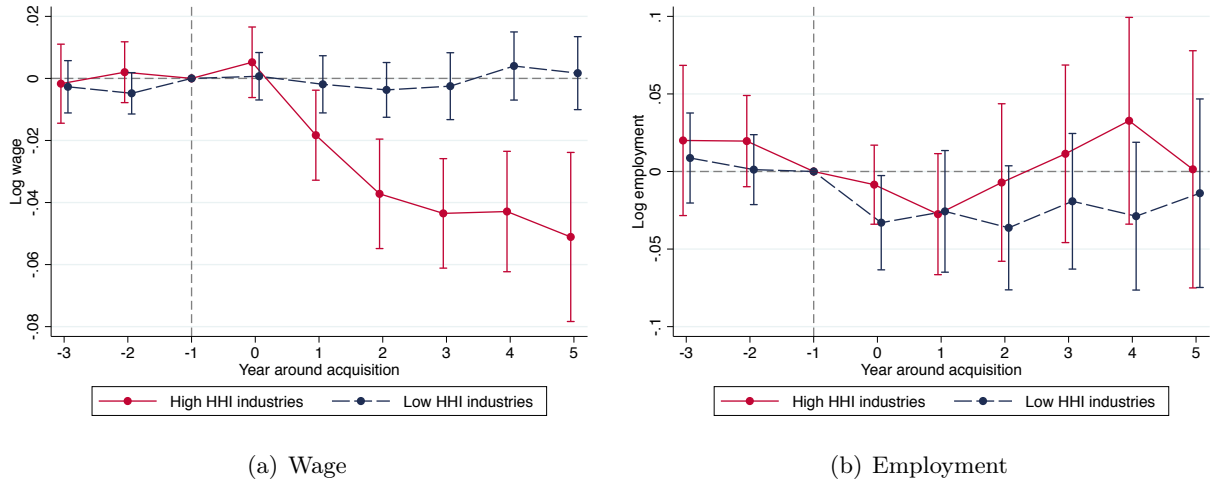 .02
0
-.02
-.04
-.06
-.08
Log wage
-3 -2 -1 0 1 2 3 4 5
Year around acquisition
High HHI industries Low HHI industries
(a) Wage
.1
.05
0
-.05
-.1
Log employment
-3 -2 -1 0 1 2 3 4 5
Year around acquisition
High HHI industries Low HHI industries
(b) Employment